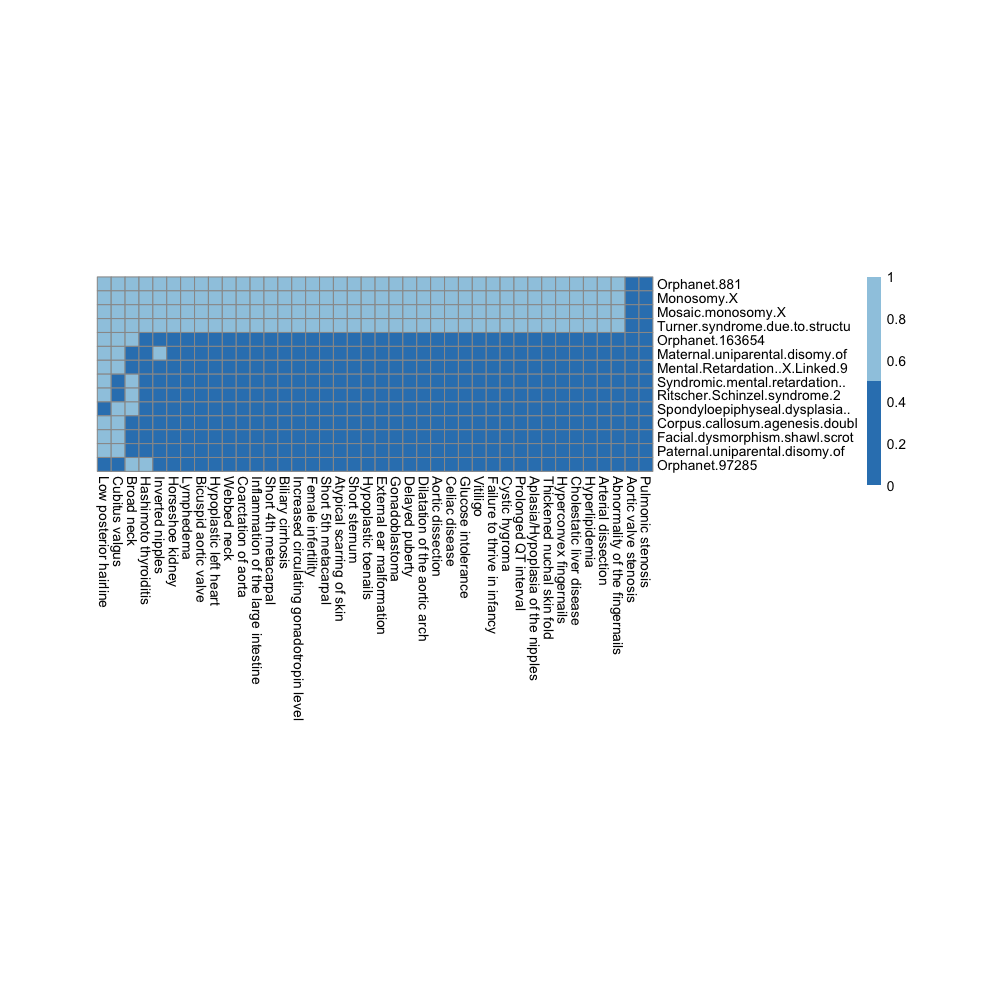 Orphanet.881
Monosomy.X
Mosaic.monosomy.X
Turner.syndrome.due.to.structu
Orphanet.163654
Maternal.uniparental.disomy.of
Mental.Retardation..X.Linked.9
Syndromic.mental.retardation..
Ritscher.Schinzel.syndrome.2
Spondyloepiphyseal.dysplasia..
Corpus.callosum.agenesis.doubl
Facial.dysmorphism.shawl.scrot
Paternal.uniparental.disomy.of
Orphanet.97285
1
0.8
0.6
0.4
0.2
0
Low posterior hairline
Cubitus valgus
Broad neck
Hashimoto thyroiditis
Inverted nipples
Horseshoe kidney
Lymphedema
Bicuspid aortic valve
Hypoplastic left heart
Webbed neck
Coarctation of aorta
Inflammation of the large intestine
Short 4th metacarpal
Biliary cirrhosis
Increased circulating gonadotropin level
Female infertility
Short 5th metacarpal
Atypical scarring of skin
Short sternum
Hypoplastic toenails
External ear malformation
Gonadoblastoma
Delayed puberty
Dilatation of the aortic arch
Aortic dissection
Celiac disease
Glucose intolerance
Vitiligo
Failure to thrive in infancy
Cystic hygroma
Prolonged QT interval
Aplasia/Hypoplasia of the nipples
Thickened nuchal skin fold
Hyperconvex fingernails
Cholestatic liver disease
Hyperlipidemia
Arterial dissection
Abnormality of the fingernails
Aortic valve stenosis
Pulmonic stenosis